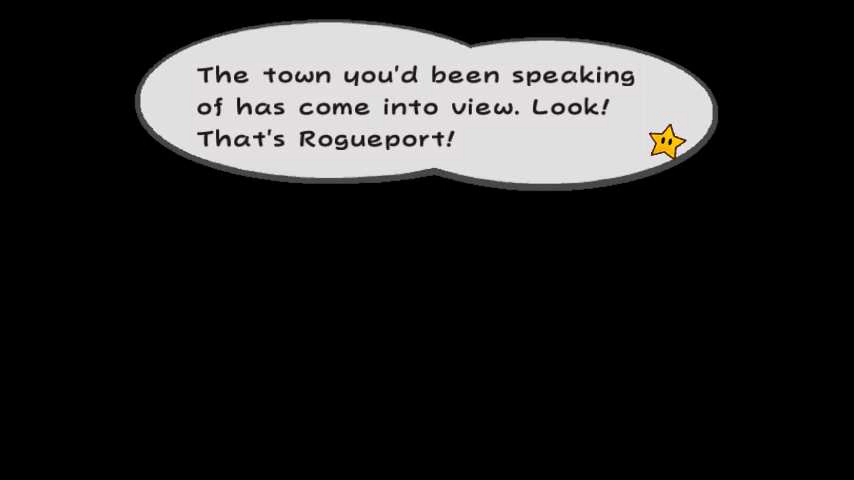 The town you'd been speaking
of has come into view. Look!
That's Rogueport!